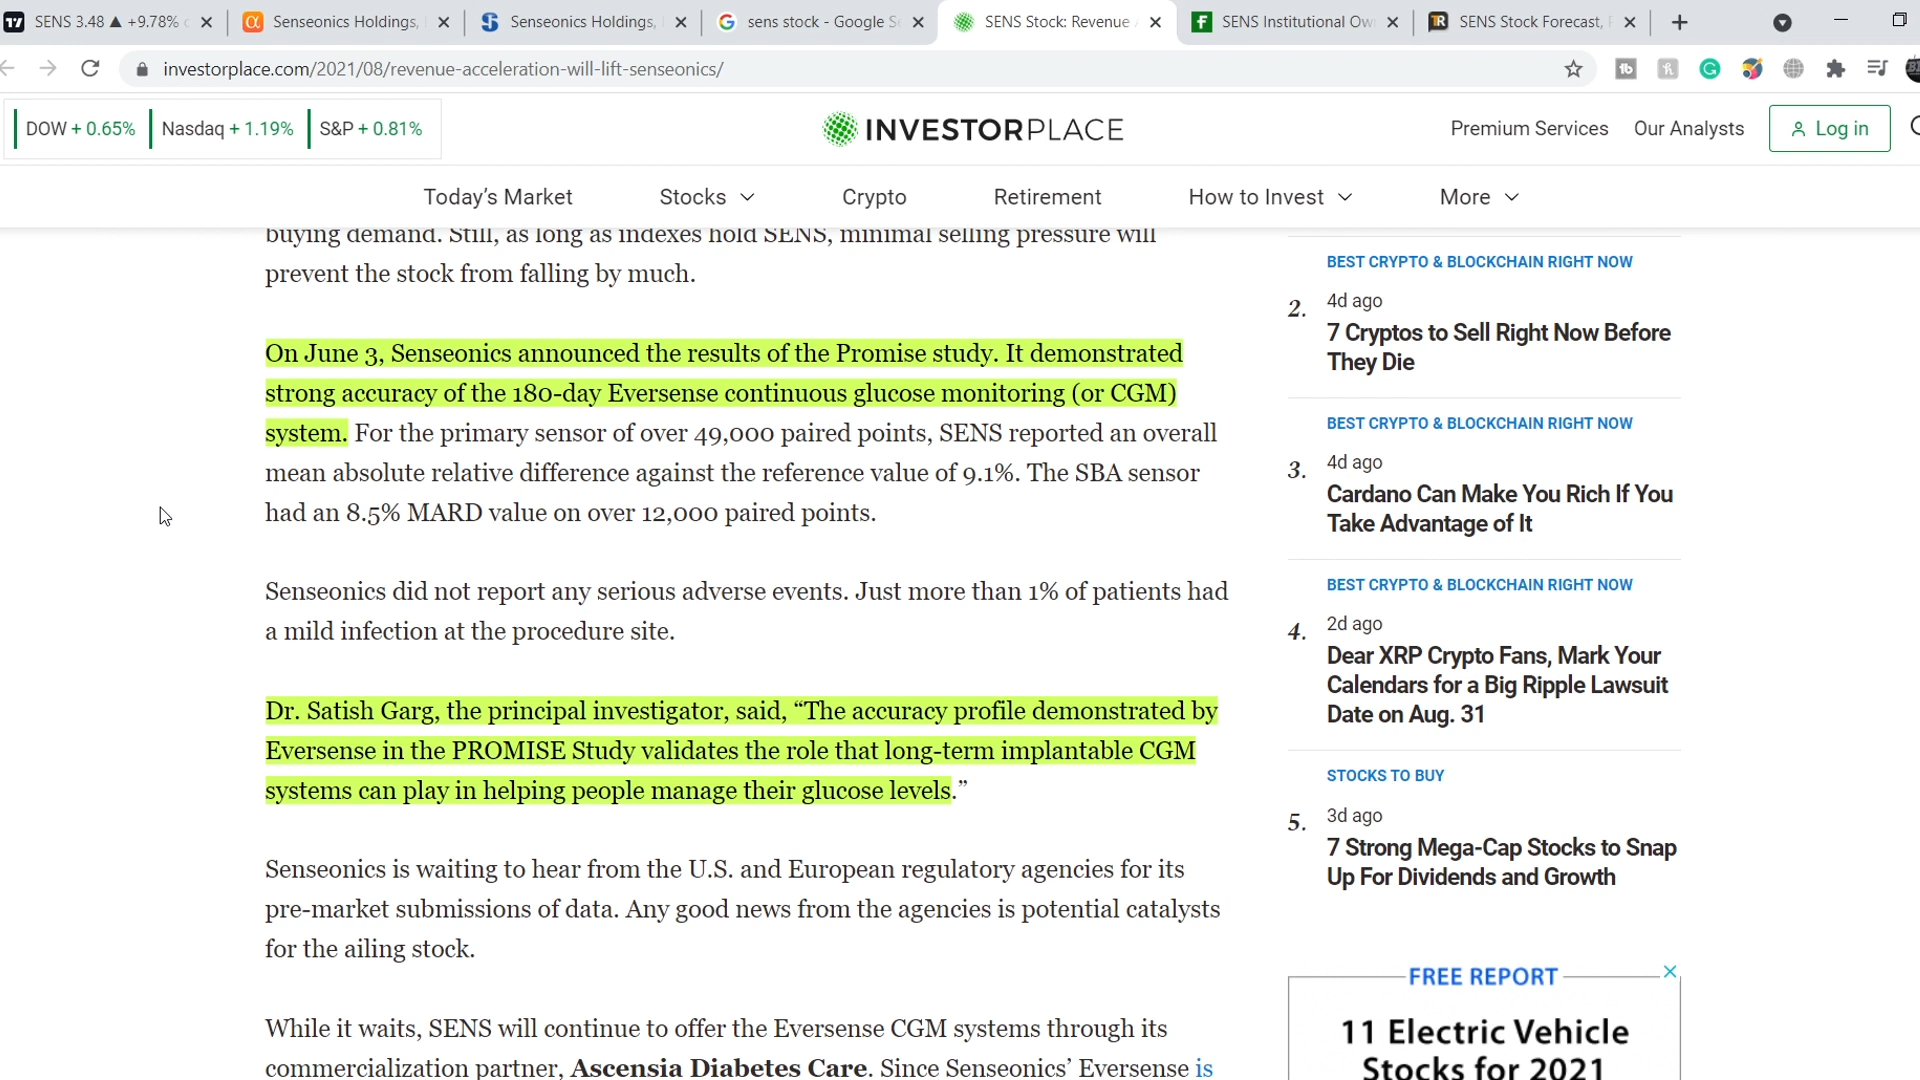 SENS 3.48 ▲ +9.78%
Senseonics Holdings,
Senseonics Holdings,
sens stock - Google Se
SENS Stock: Revenue
SENS Institutional Ow
SENS Stock Forecast,
investorplace.com/2021/08/revenue-acceleration-will-lift-senseonics/
DOW + 0.65%
Nasdaq + 1.19%
S&P + 0.81%
INVESTORPLACE
Premium Services
Our Analysts
Log in
Today's Market
Stocks
Crypto
Retirement
How to Invest
More
buying demand. Still, as long as indexes hold SENS, minimal selling pressure will
prevent the stock from falling by much.
On June 3, Senseonics announced the results of the Promise study. It demonstrated
strong accuracy of the 180-day Eversense continuous glucose monitoring (or CGM)
system. For the primary sensor of over 49,000 paired points, SENS reported an overall
mean absolute relative difference against the reference value of 9.1%. The SBA sensor
had an 8.5% MARD value on over 12,000 paired points.
Senseonics did not report any serious adverse events. Just more than 1% of patients had
a mild infection at the procedure site.
Dr. Satish Garg, the principal investigator, said, “The accuracy profile demonstrated by
Eversense in the PROMISE Study validates the role that long-term implantable CGM
systems can play in helping people manage their glucose levels.”
Senseonics is waiting to hear from the U.S. and European regulatory agencies for its
pre-market submissions of data. Any good news from the agencies is potential catalysts
for the ailing stock.
While it waits, SENS will continue to offer the Eversense CGM systems through its
commercialization partner, Ascensia Diabetes Care. Since Senseonics’ Eversense is
BEST CRYPTO & BLOCKCHAIN RIGHT NOW
2.
4d ago
7 Cryptos to Sell Right Now Before
They Die
BEST CRYPTO & BLOCKCHAIN RIGHT NOW
3.
4d ago
Cardano Can Make You Rich If You
Take Advantage of It
BEST CRYPTO & BLOCKCHAIN RIGHT NOW
4.
2d ago
Dear XRP Crypto Fans, Mark Your
Calendars for a Big Ripple Lawsuit
Date on Aug. 31
STOCKS TO BUY
5.
3d ago
7 Strong Mega-Cap Stocks to Snap
Up For Dividends and Growth
FREE REPORT
11 Electric Vehicle
Stocks for 2021